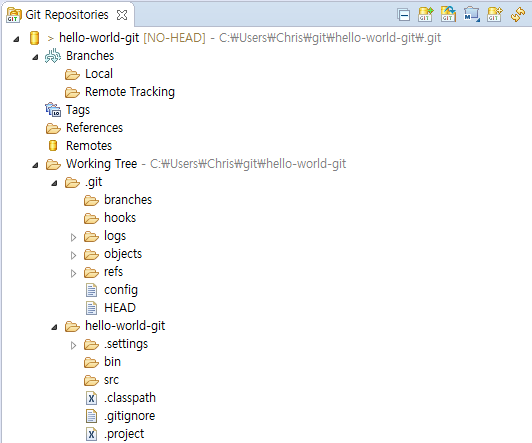 Git Repositories
> hello-world-git [NO-HEAD] - C:₩Users₩Chris₩git₩hello-world-git₩.git
Branches
Local
Remote Tracking
Tags
References
Remotes
Working Tree - C:₩Users₩Chris₩git₩hello-world-git
.git
branches
hooks
logs
objects
refs
config
HEAD
hello-world-git
.settings
bin
src
.classpath
.gitignore
.project